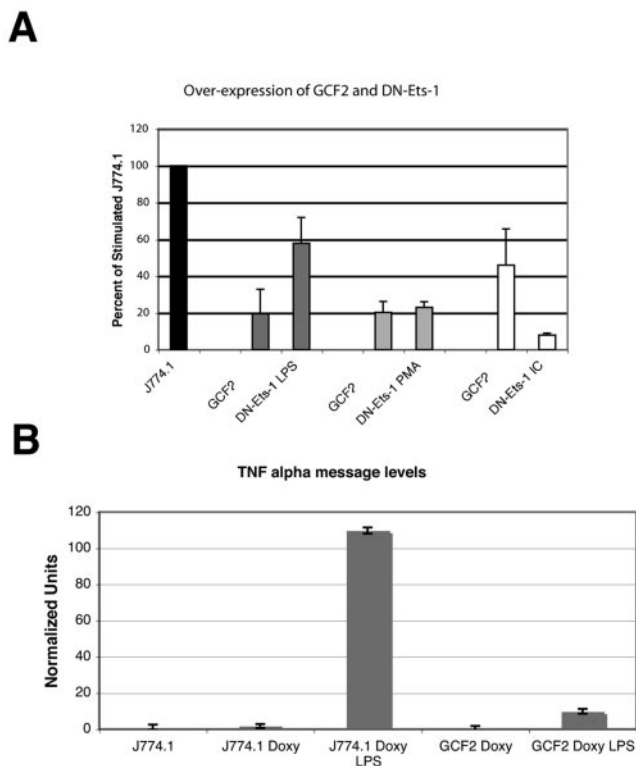 A
Over-expression of GCF2 and DN-Ets-1
Percent of Stimulated J774.1
120
100
80
60
40
20
0
J774.1
GCF2
DN-Ets-1 LPS
GCF2
DN-Ets-1 PMA
GCF2
DN-Ets-1 IC
B
TNF alpha message levels
Normalized Units
120
100
80
60
40
20
0
J774.1
J774.1 Doxy
J774.1 Doxy
LPS
GCF2 Doxy
GCF2 Doxy LPS